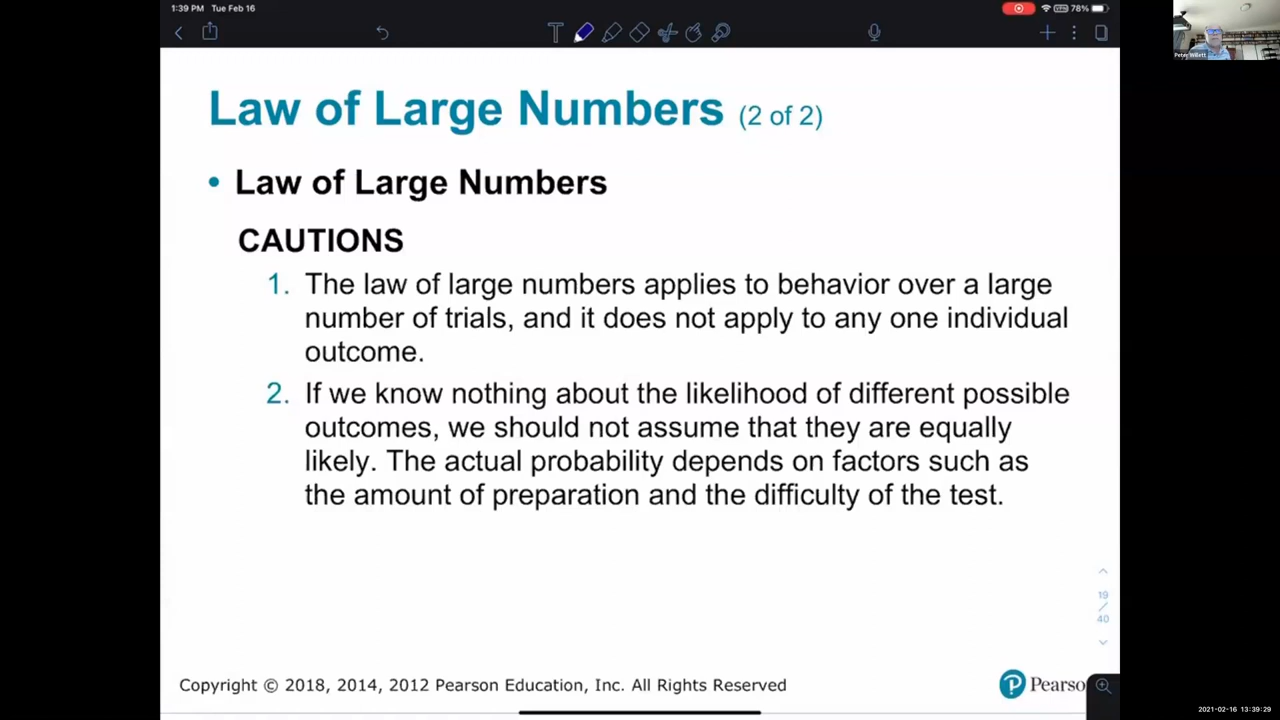 1:39 PM Tue Feb 16
78%
Peter Willett
Law of Large Numbers (2 of 2)
• Law of Large Numbers
CAUTIONS
1. The law of large numbers applies to behavior over a large
number of trials, and it does not apply to any one individual
outcome.
2. If we know nothing about the likelihood of different possible
outcomes, we should not assume that they are equally
likely. The actual probability depends on factors such as
the amount of preparation and the difficulty of the test.
19
/
40
Copyright © 2018, 2014, 2012 Pearson Education, Inc. All Rights Reserved
2021-02-16 13:39:29